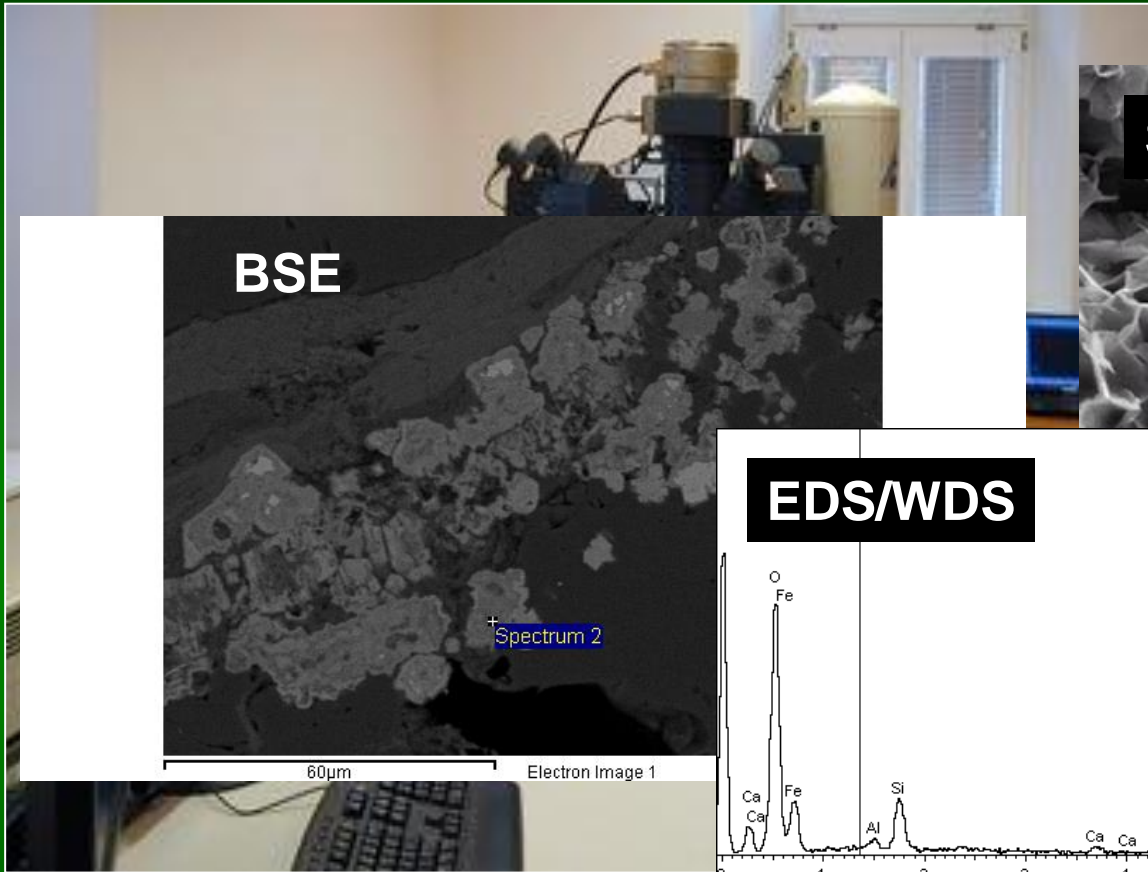 BSE
EDS/WDS
Spectrum 2
60µm
Electron Image 1
O
Fe
Ca
Ca
Fe
Al
Si
Ca
Ca